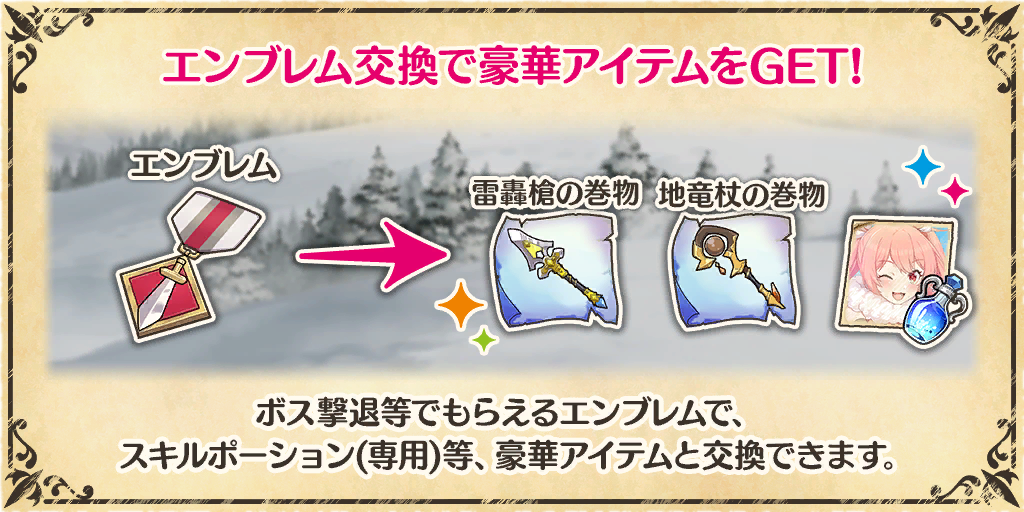 エンブレム交換で豪華アイテムをGET!
エンブレム
雷轟槍の巻物
地竜杖の巻物
ボス撃退等でもらえるエンブレムで、
スキルポーション(専用)等、豪華アイテムと交換できます。